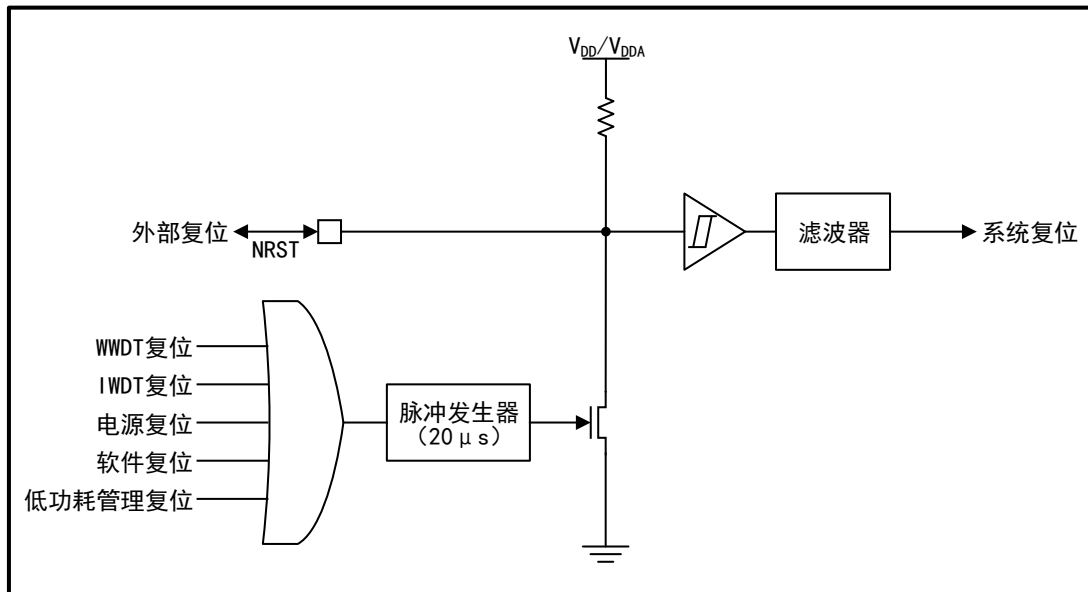 V_DD/V_DDA
外部复位
NRST
滤波器
系统复位
WWDT复位
IWDT复位
电源复位
软件复位
低功耗管理复位
脉冲发生器
（20μs）